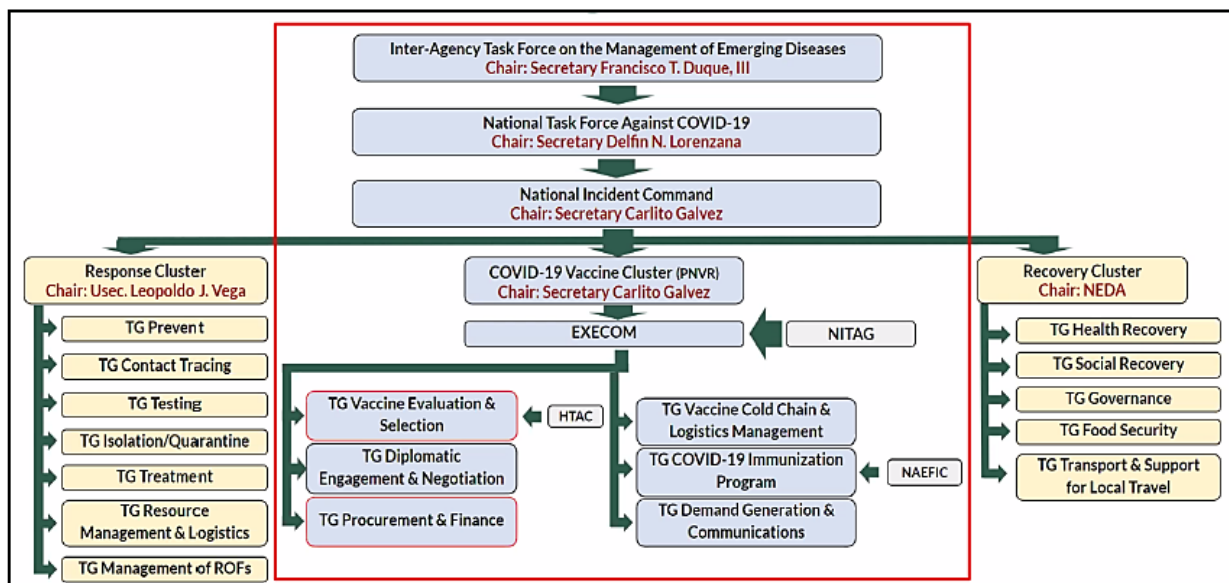 Inter-Agency Task Force on the Management of Emerging Diseases
Chair: Secretary Francisco T. Duque, III
National Task Force Against COVID-19
Chair: Secretary Delfin N. Lorenzana
National Incident Command
Chair: Secretary Carlito Galvez
Response Cluster
Chair: Usec. Leopoldo J. Vega
TG Prevent
TG Contact Tracing
TG Testing
TG Isolation/Quarantine
TG Treatment
TG Resource
Management & Logistics
TG Management of ROFs
COVID-19 Vaccine Cluster (PNVR)
Chair: Secretary Carlito Galvez
EXECOM
NITAG
TG Vaccine Evaluation &
Selection
HTAC
TG Diplomatic
Engagement & Negotiation
TG Procurement & Finance
TG Vaccine Cold Chain &
Logistics Management
TG COVID-19 Immunization
Program
NAEFIC
TG Demand Generation &
Communications
Recovery Cluster
Chair: NEDA
TG Health Recovery
TG Social Recovery
TG Governance
TG Food Security
TG Transport & Support
for Local Travel